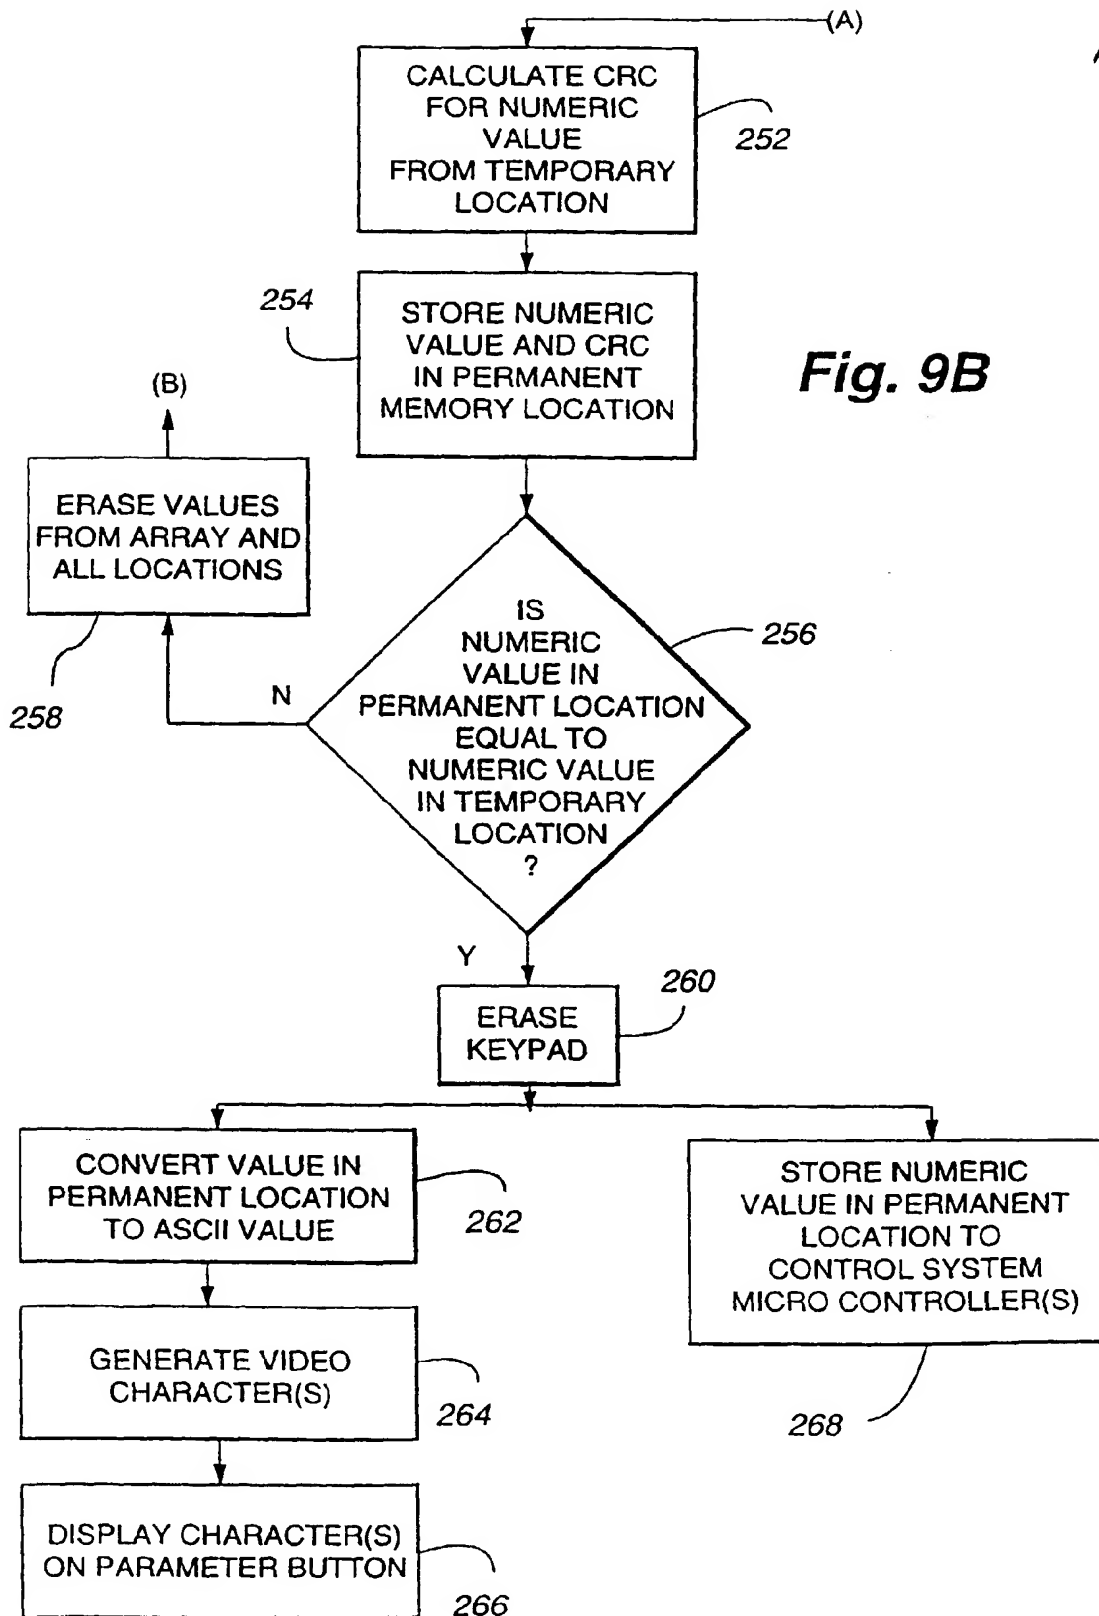 (A)
CALCULATE CRC
FOR NUMERIC
VALUE
FROM TEMPORARY
LOCATION
252
254
STORE NUMERIC
VALUE AND CRC
IN PERMANENT
MEMORY LOCATION
Fig. 9B
(B)
ERASE VALUES
FROM ARRAY AND
ALL LOCATIONS
258
N
IS
NUMERIC
VALUE IN
PERMANENT LOCATION
EQUAL TO
NUMERIC VALUE
IN TEMPORARY
LOCATION
?
256
Y
ERASE
KEYPAD
260
CONVERT VALUE IN
PERMANENT LOCATION
TO ASCII VALUE
262
STORE NUMERIC
VALUE IN PERMANENT
LOCATION TO
CONTROL SYSTEM
MICRO CONTROLLER(S)
268
GENERATE VIDEO
CHARACTER(S)
264
DISPLAY CHARACTER(S)
ON PARAMETER BUTTON
266